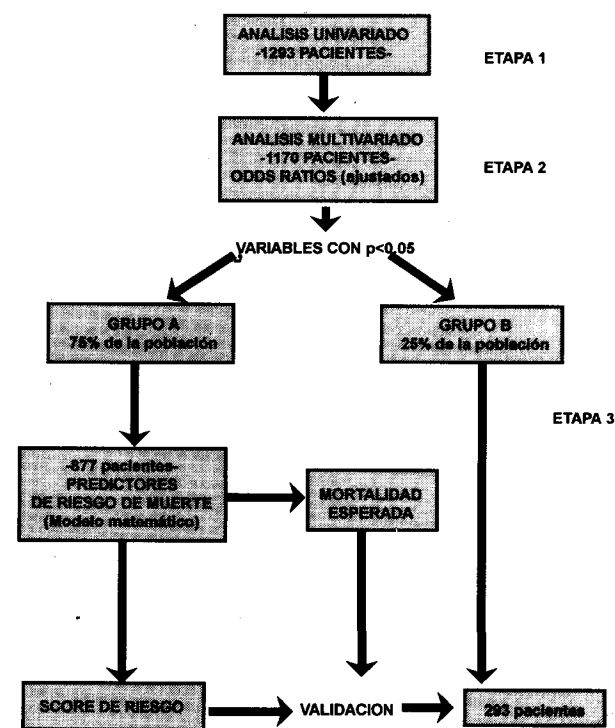 ANALISIS UNIVARIADO
-1293 PACIENTES-
ETAPA 1
ANALISIS MULTIVARIADO
-1170 PACIENTES-
ODDS RATIOS (ajustados)
ETAPA 2
VARIABLES CON p<0.05
GRUPO A
75% de la población
GRUPO B
25% de la población
ETAPA 3
-877 pacientes-
PREDICTORES
DE RIESGO DE MUERTE
(Modelo matemático)
MORTALIDAD
ESPERADA
SCORE DE RIESGO
VALIDACION
293 pacientes